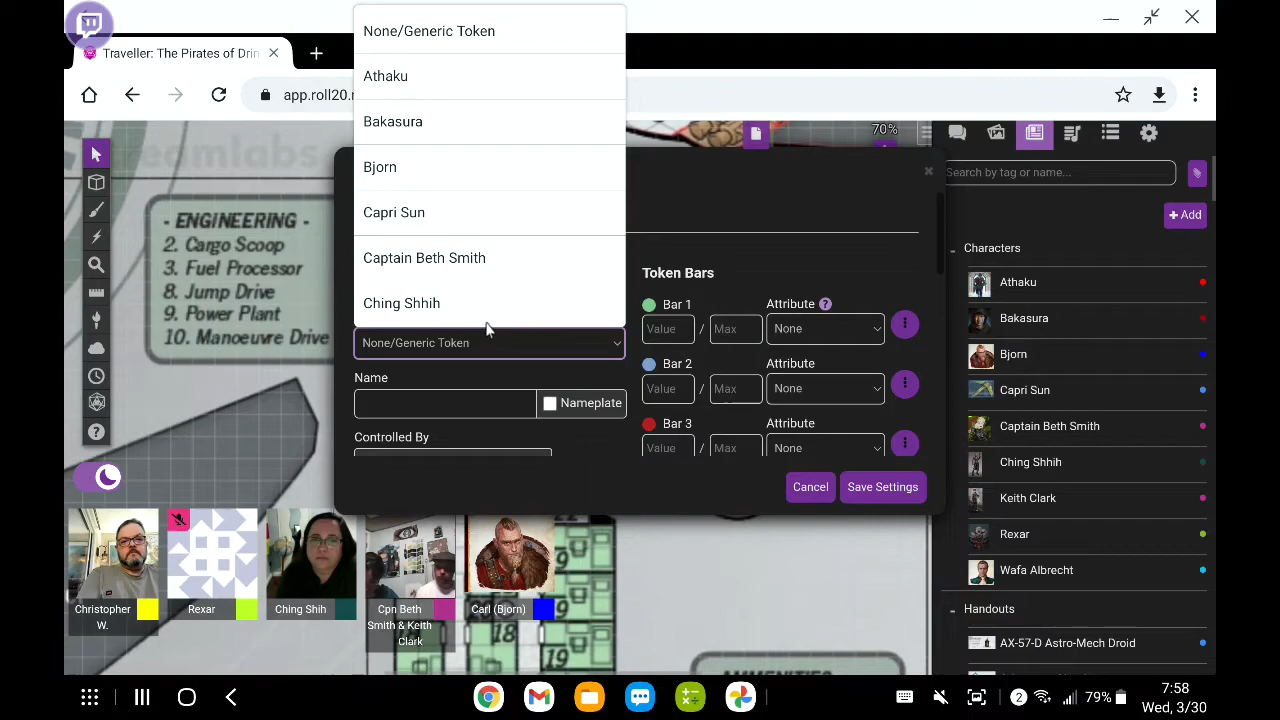 None/Generic Token
Athaku
Bakasura
Bjorn
Capri Sun
Captain Beth Smith
Ching Shhih
None/Generic Token
Traveller: The Pirates of Drin
app.roll20.n
70%
- ENGINEERING -
2. Cargo Scoop
3. Fuel Processor
8. Jump Drive
9. Power Plant
10. Manoeuvre Drive
Name
Nameplate
Controlled By
Token Bars
Bar 1
Attribute
Value / Max
None
Bar 2
Attribute
Value / Max
None
Bar 3
Attribute
Value / Max
None
Cancel
Save Settings
Search by tag or name...
+ Add
Characters
Athaku
Bakasura
Bjorn
Capri Sun
Captain Beth Smith
Ching Shhih
Keith Clark
Rexar
Wafa Albrecht
Handouts
AX-57-D Astro-Mech Droid
Christopher
W.
Rexar
Ching Shih
Cpn Beth
Smith & Keith
Clark
Carl (Bjorn)
18
19
2
79%
7:58
Wed, 3/30